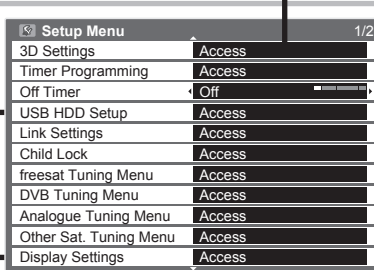 Setup Menu 1/2
3D Settings Access
Timer Programming Access
Off Timer Off
USB HDD Setup Access
Link Settings Access
Child Lock Access
freesat Tuning Menu Access
DVB Tuning Menu Access
Analogue Tuning Menu Access
Other Sat. Tuning Menu Access
Display Settings Access